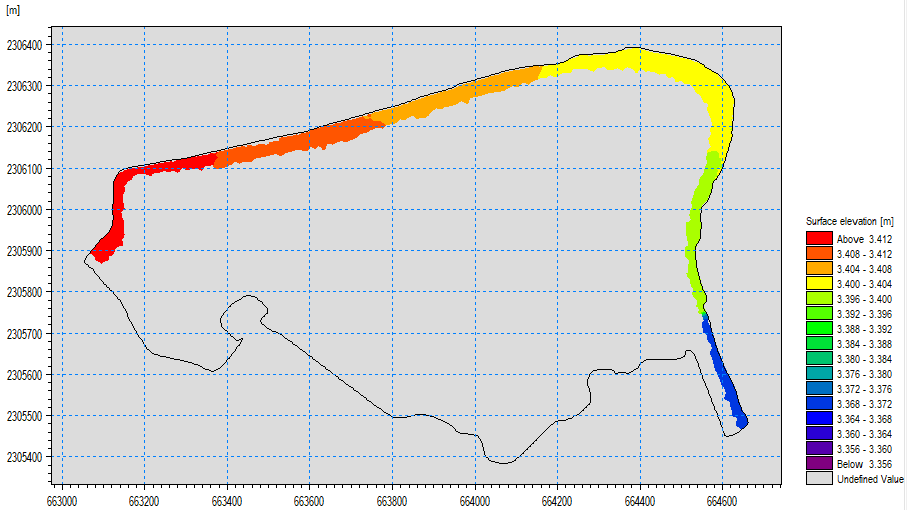 [m]
2306400
2306300
2306200
2306100
2306000
2305900
2305800
2305700
2305600
2305500
2305400
663000 663200 663400 663600 663800 664000 664200 664400 664600
Surface elevation [m]
Above 3.412
3.408 - 3.412
3.404 - 3.408
3.400 - 3.404
3.396 - 3.400
3.392 - 3.396
3.388 - 3.392
3.384 - 3.388
3.380 - 3.384
3.376 - 3.380
3.372 - 3.376
3.368 - 3.372
3.364 - 3.368
3.360 - 3.364
3.356 - 3.360
Below 3.356
Undefined Value